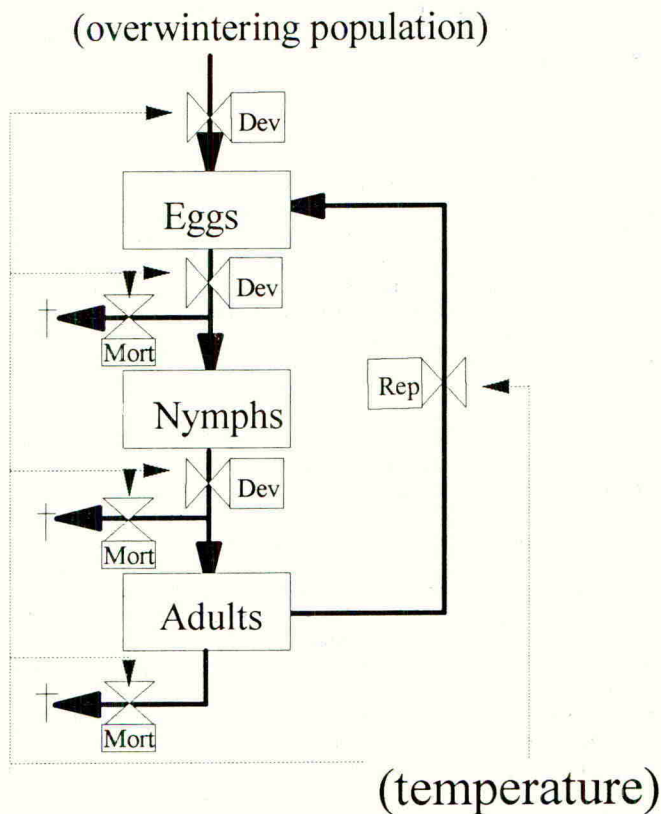 (overwintering population)
Dev
Eggs
Dev
Mort
Rep
Nymphs
Dev
Mort
Adults
Mort
(temperature)